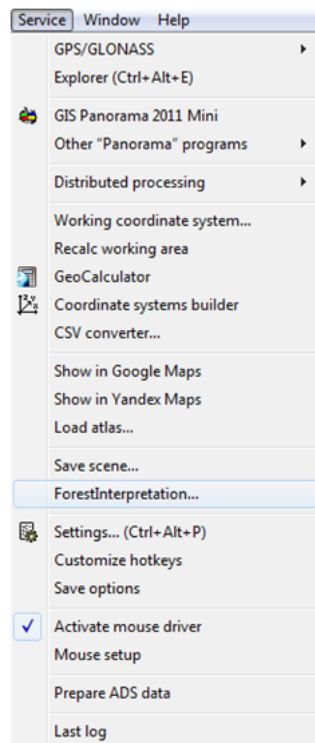 Service Window Help
GPS/GLONASS
Explorer (Ctrl+Alt+E)
GIS Panorama 2011 Mini
Other "Panorama" programs
Distributed processing
Working coordinate system...
Recalc working area
GeoCalculator
Coordinate systems builder
CSV converter...
Show in Google Maps
Show in Yandex Maps
Load atlas...
Save scene...
ForestInterpretation...
Settings... (Ctrl+Alt+P)
Customize hotkeys
Save options
Activate mouse driver
Mouse setup
Prepare ADS data
Last log